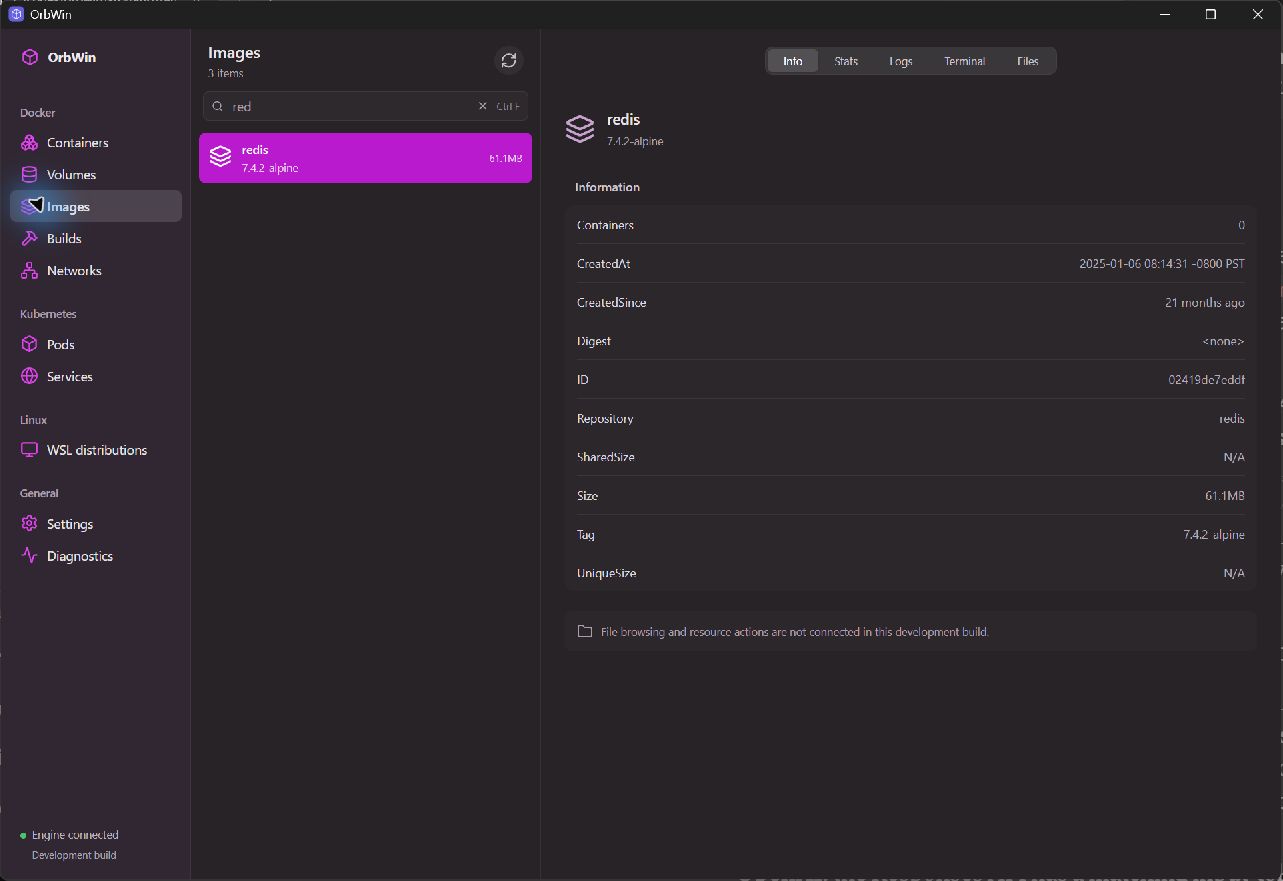 OrbWin
OrbWin
Docker
Containers
Volumes
Images
Builds
Networks
Kubernetes
Pods
Services
Linux
WSL distributions
General
Settings
Diagnostics
Engine connected
Development build
Images
3 items
red
Ctrl F
redis
7.4.2-alpine
61.1MB
Info
Stats
Logs
Terminal
Files
redis
7.4.2-alpine
Information
Containers 0
CreatedAt 2025-01-06 08:14:31 -0800 PST
CreatedSince 21 months ago
Digest <none>
ID 02419de7eddf
Repository redis
SharedSize N/A
Size 61.1MB
Tag 7.4.2-alpine
UniqueSize N/A
File browsing and resource actions are not connected in this development build.